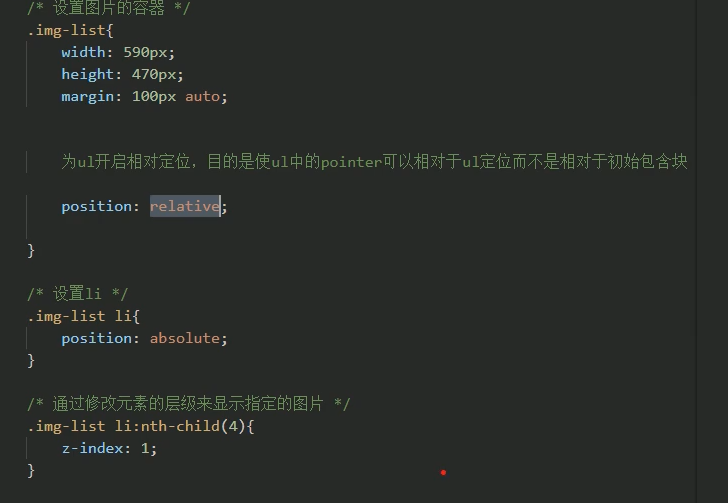 /* 设置图片的容器 */
.img-list{
width: 590px;
height: 470px;
margin: 100px auto;
为ul开启相对定位，目的是使ul中的pointer可以相对于ul定位而不是相对于初始包含块
position: relative;
}
/* 设置li */
.img-list li{
position: absolute;
}
/* 通过修改元素的层级来显示指定的图片 */
.img-list li:nth-child(4){
z-index: 1;
}